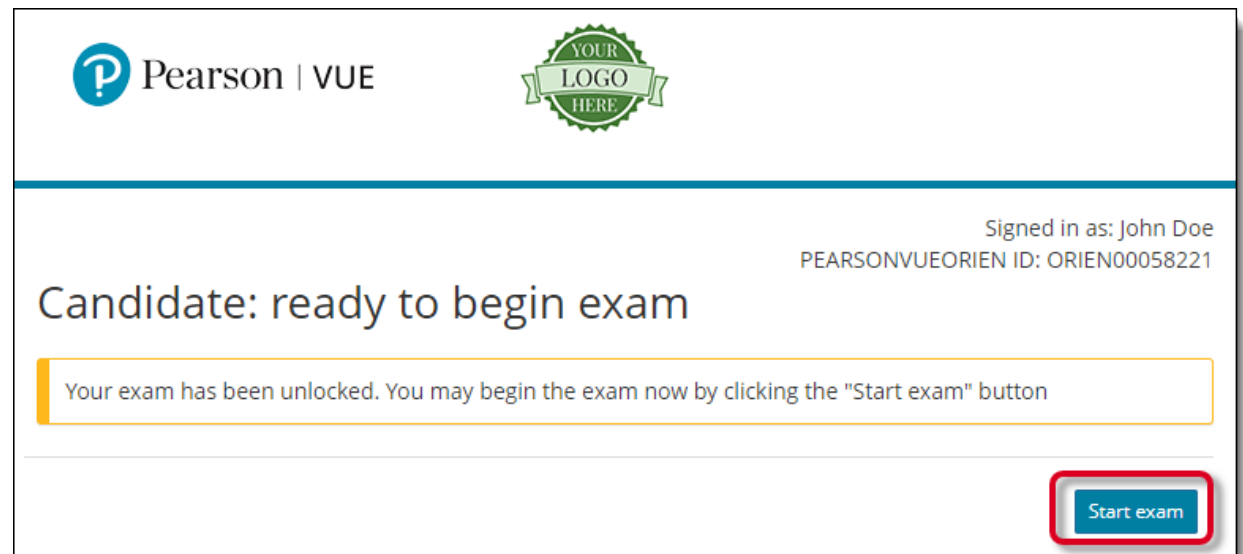 Pearson | VUE
YOUR
LOGO
HERE
Signed in as: John Doe
PEARSONVUEORIEN ID: ORIEN00058221
Candidate: ready to begin exam
Your exam has been unlocked. You may begin the exam now by clicking the "Start exam" button
Start exam